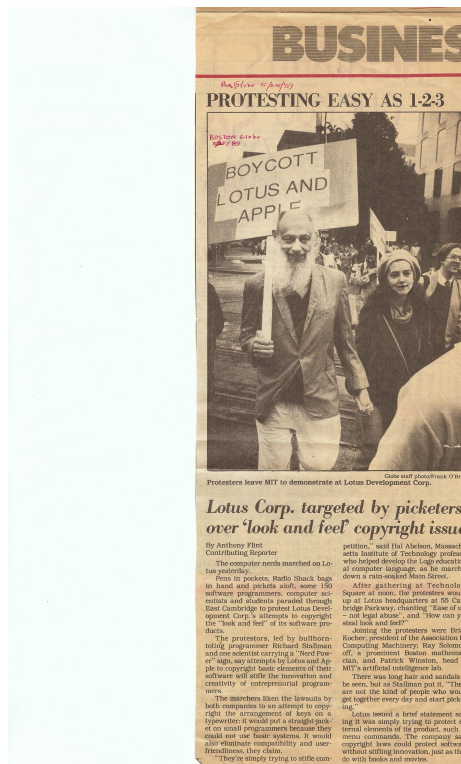 BUSINES
PROTESTING EASY AS 1-2-3
BOSTON Globe
BOYCOTT
LOTUS AND
APPLE
Globe staff photo/Frank O'Br
Protesters leave MIT to demonstrate at Lotus Development Corp.
Lotus Corp. targeted by picketers
over 'look and feel' copyright issue
By Anthony Flint
Contributing Reporter
The computer nerds marched on Lo-
tus yesterday.
Pens in pockets, Radio Shack bags
in hand and pickets aloft, some 150
software programmers, computer sci-
entists and students paraded through
East Cambridge to protest Lotus Devel-
opment Corp.'s attempts to copyright
the "look and feel" of its software pro-
ducts.
The protestors, led by bullhorn-
toting programmer Richard Stallman
and one scientist carrying a "Nerd Pow-
er" sign, say attempts by Lotus and Ap-
ple to copyright basic elements of their
software will stifle the innovation and
creativity of entreprenurial program-
mers.
The marchers liken the lawsuits by
both companies to an attempt to copy-
right the arrangement of keys on a
typewriter: it would put a straight-jack-
et on small programmers because they
could not use basic systems. It would
also eliminate compatibility and user-
friendliness, they claim.
"They're simply trying to stifle com-
petition," said Hal Abelson, Massach
setts Institute of Technology profess
who helped develop the Logo education
al computer language, as he march
down a rain-soaked Main Street.
After gathering at Technolo
Square at noon, the protesters wou
up at Lotus headquarters at 55 Ca
bridge Parkway, chanting "Ease of u
– not legal abuse", and "How can y
steal look and feel?"
Joining the protesters were Bria
Kocher, president of the Association f
Computing Machinery; Ray Solomo
off, a prominent Boston mathema
cian, and Patrick Winston, head
MIT's artificial intelligence lab.
There was long hair and sandals
be seen, but as Stallman put it, "The
are not the kind of people who wou
get together every day and start pick
ing."
Lotus issued a brief statement sa
ing it was simply trying to protect e
ternal elements of its product, such
menu commands. The company sa
copyright laws could protect softwa
without stifling innovation, just as th
do with books and movies.